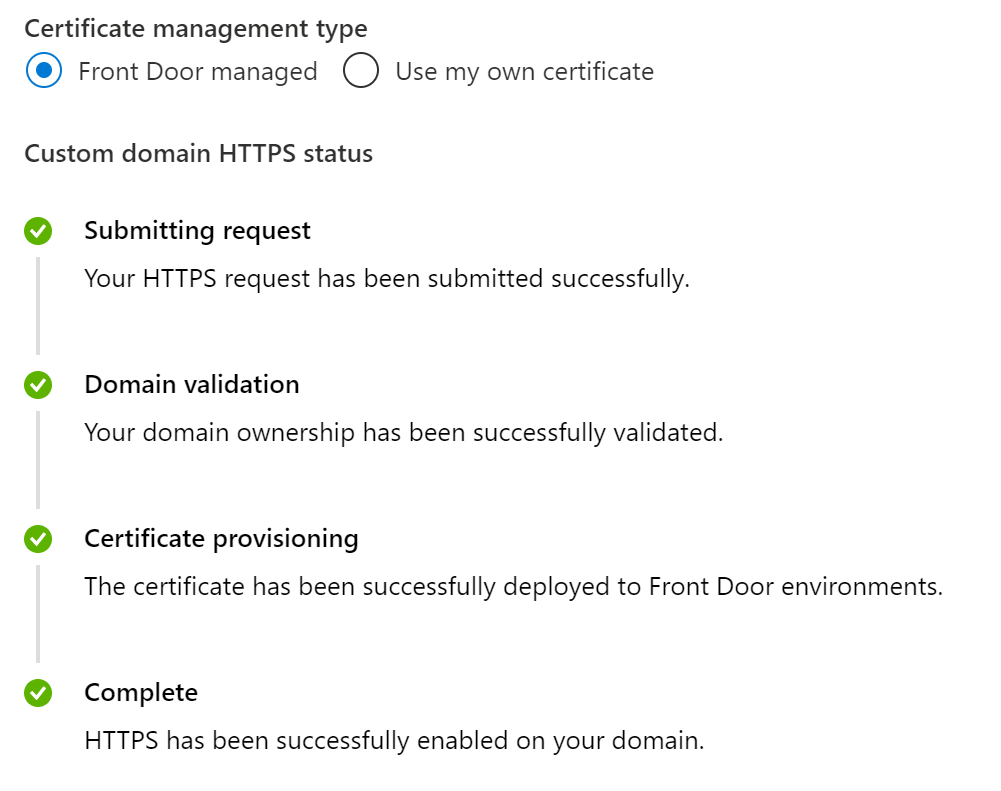 Certificate management type
Front Door managed Use my own certificate
Custom domain HTTPS status
Submitting request
Your HTTPS request has been submitted successfully.
Domain validation
Your domain ownership has been successfully validated.
Certificate provisioning
The certificate has been successfully deployed to Front Door environments.
Complete
HTTPS has been successfully enabled on your domain.